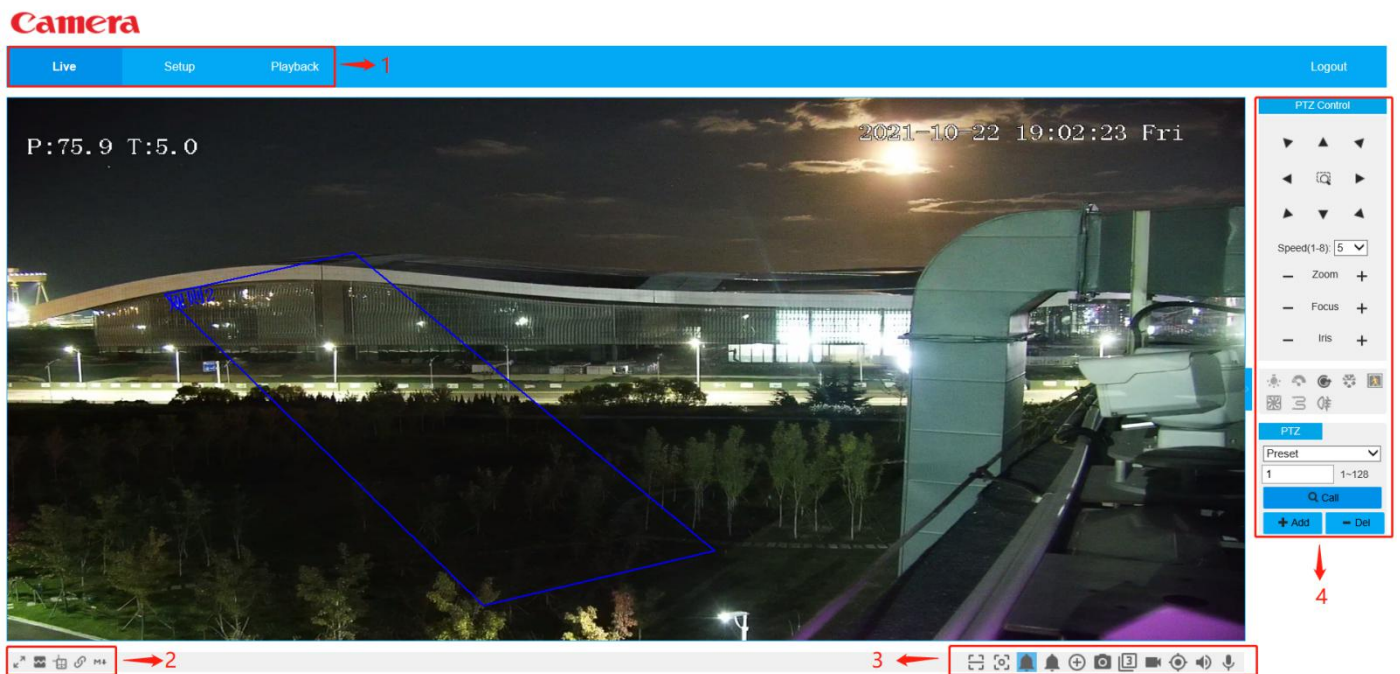 Camera
Live Setup Playback 1 Logout
PTZ Control
P:75.9 T:5.0
2021-10-22 19:02:23 Fri
Speed(1-8): 5
Zoom
Focus
Iris
PTZ
Preset
1 1~128
Call
Add Del
4
2
3
3